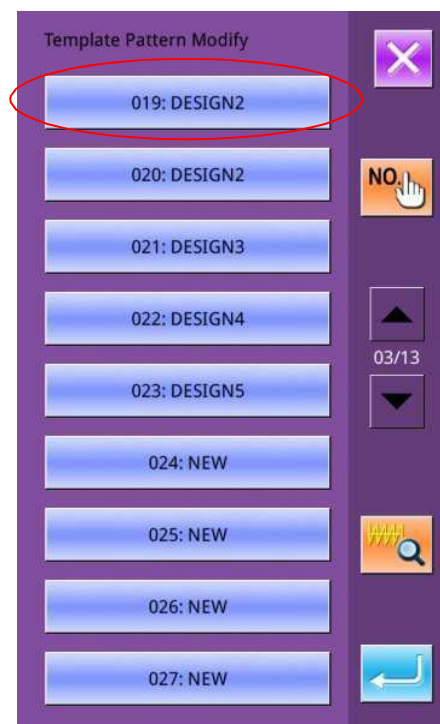 Template Pattern Modify
019: DESIGN2
020: DESIGN2
NO.
021: DESIGN3
022: DESIGN4
03/13
023: DESIGN5
024: NEW
025: NEW
026: NEW
027: NEW